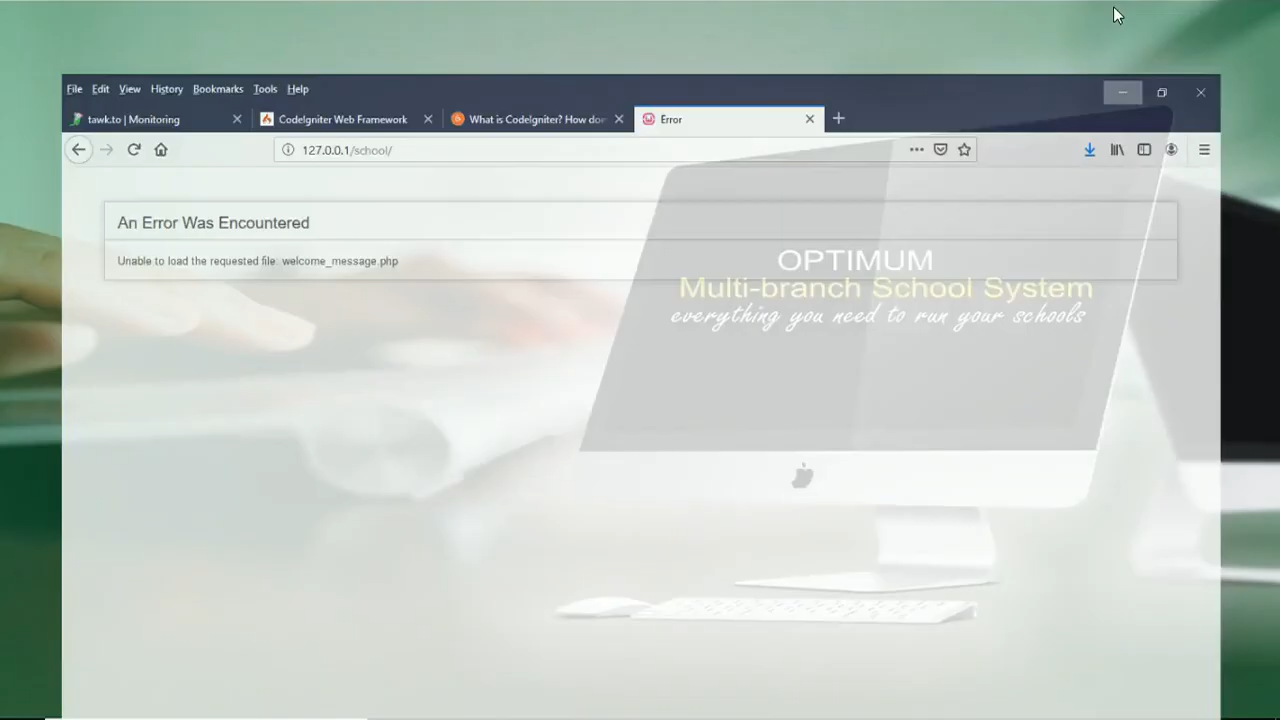 File Edit View History Bookmarks Tools Help
tawk.to | Monitoring
CodeIgniter Web Framework
What is CodeIgniter? How do
Error
127.0.0.1/school/
An Error Was Encountered
Unable to load the requested file: welcome_message.php
OPTIMUM
Multi-branch School System
everything you need to run your schools